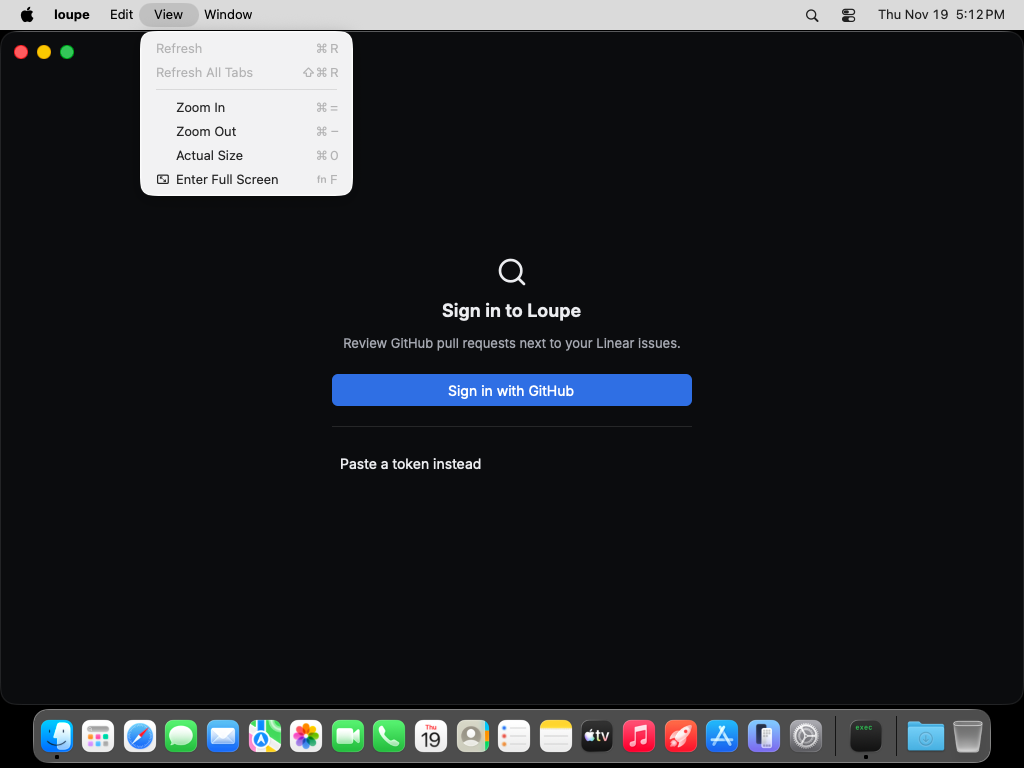 loupe Edit View Window Thu Nov 19 5:12 PM
Refresh ⌘ R
Refresh All Tabs ⇧ ⌘ R
Zoom In ⌘ =
Zoom Out ⌘ −
Actual Size ⌘ 0
Enter Full Screen fn F
Sign in to Loupe
Review GitHub pull requests next to your Linear issues.
Sign in with GitHub
Paste a token instead
Thu
19
tv
exec